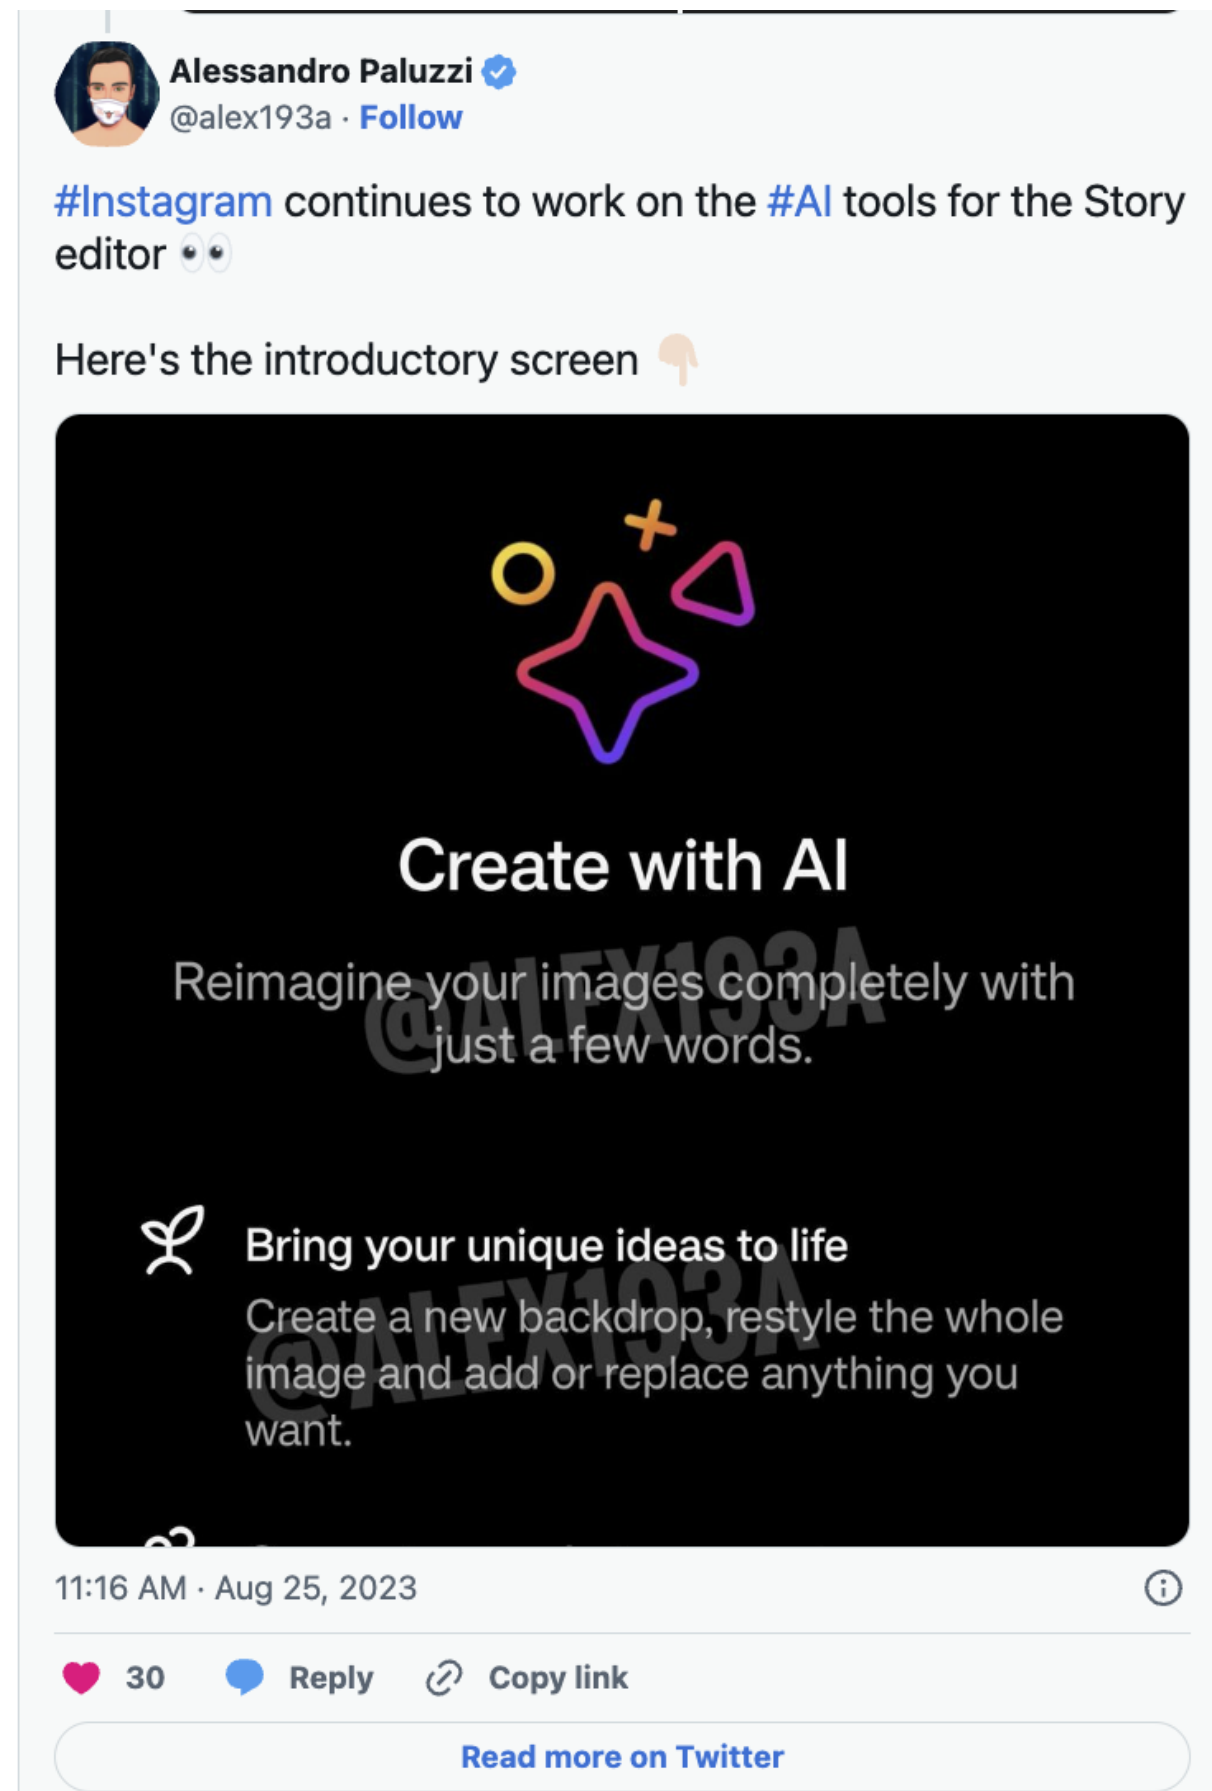 Alessandro Paluzzi
@alex193a · Follow
#Instagram continues to work on the #AI tools for the Story
editor 👀
Here's the introductory screen 👇🏻
Create with AI
@ALEX193A
Reimagine your images completely with
just a few words.
Bring your unique ideas to life
@ALEX193A
Create a new backdrop, restyle the whole
image and add or replace anything you
want.
11:16 AM · Aug 25, 2023
30 Reply Copy link
Read more on Twitter